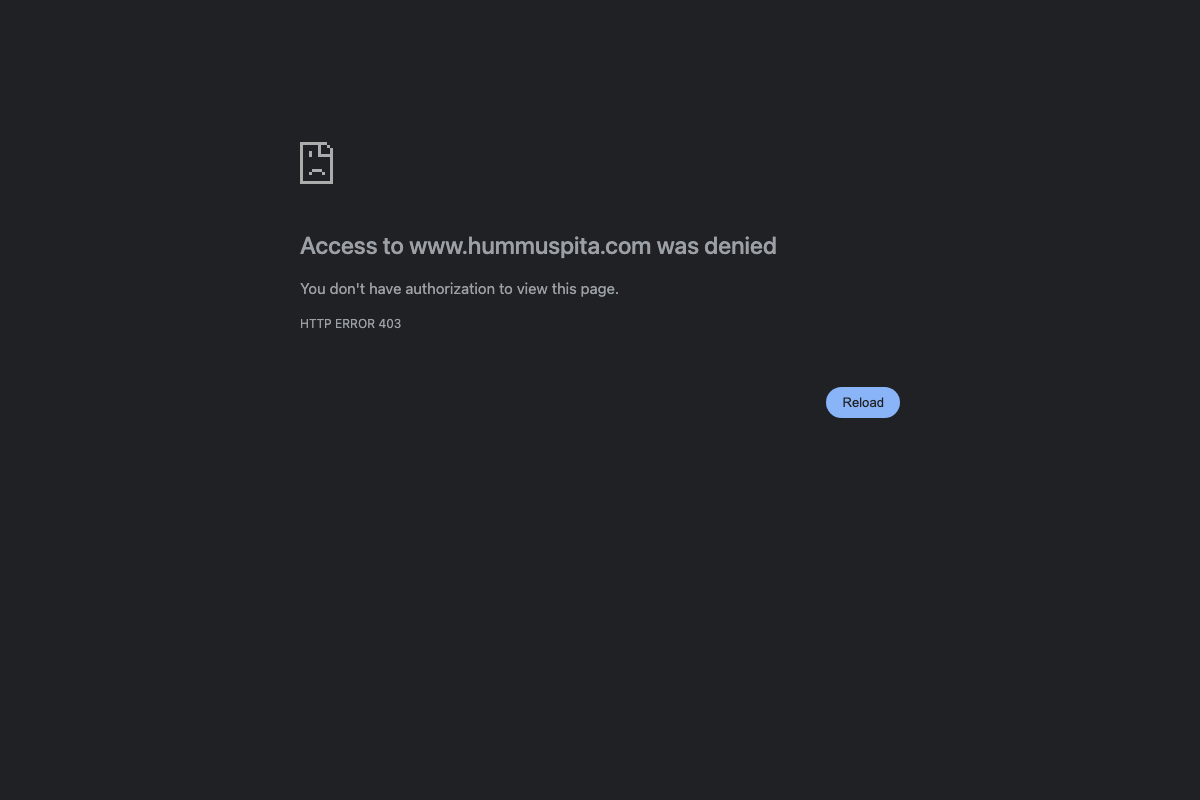 Access to www.hummuspita.com was denied
You don't have authorization to view this page.
HTTP ERROR 403
Reload